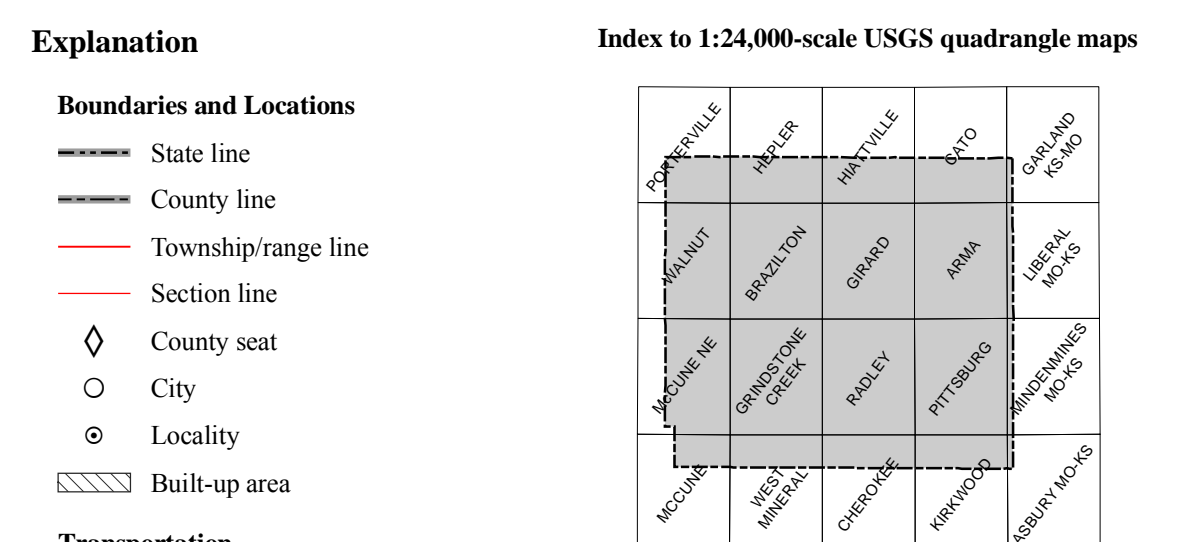 Explanation
Boundaries and Locations
State line
County line
Township/range line
Section line
County seat
City
Locality
Built-up area
Transportation
Index to 1:24,000-scale USGS quadrangle maps
PORTERVILLE
HEPLER
HIATTVILLE
CATO
GARLAND
KS-MO
WALNUT
BRAZILTON
GIRARD
ARMA
LIBERAL
MO-KS
McCUNE NE
GRINDSTONE
CREEK
RADLEY
PITTSBURG
MINDENMINES
MO-KS
MCCUNE
WEST
MINERAL
CHEROKEE
KIRKWOOD
ASBURY MO-KS